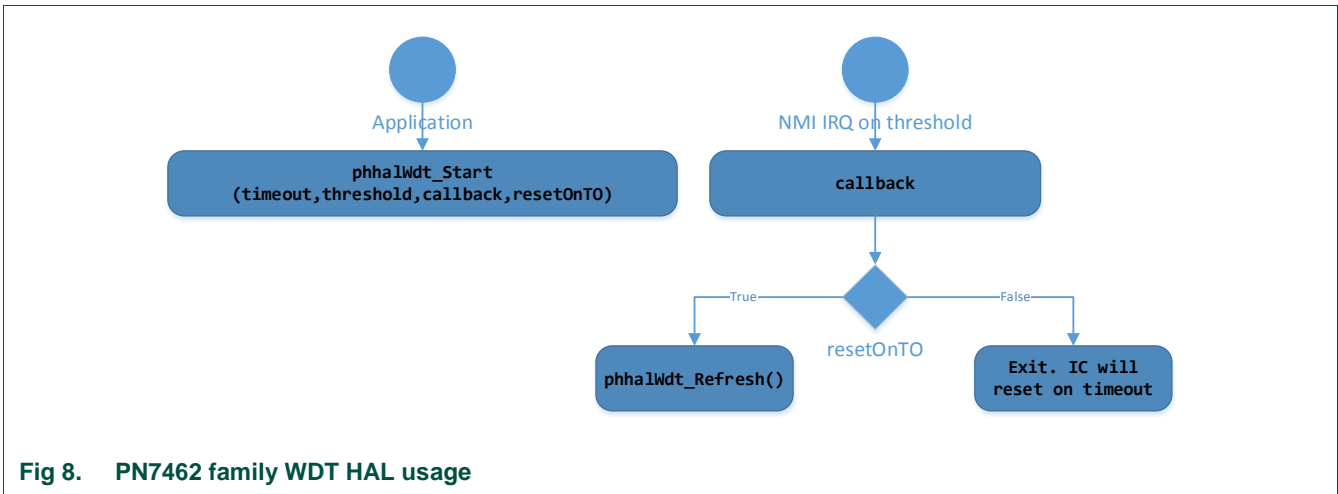 Application
phhalWdt_Start
(timeout,threshold,callback,resetOnTO)
NMI IRQ on threshold
callback
True
False
resetOnTO
phhalWdt_Refresh()
Exit. IC will
reset on timeout
Fig 8. PN7462 family WDT HAL usage